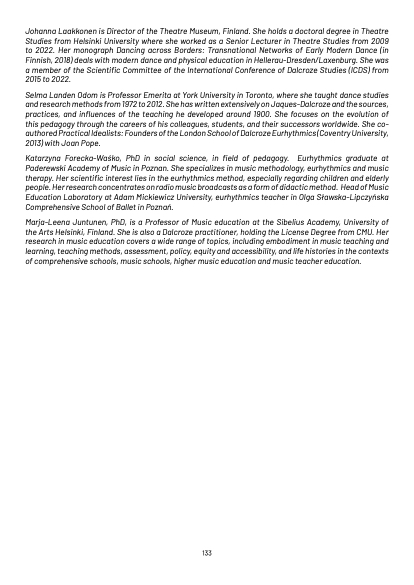 Johanna Laakkonen is Director of the Theatre Museum, Finland. She holds a doctoral degree in Theatre
Studies from Helsinki University where she worked as a Senior Lecturer in Theatre Studies from 2009
to 2022. Her monograph Dancing across Borders: Transnational Networks of Early Modern Dance (in
Finnish, 2018) deals with modern dance and physical education in Hellerau-Dresden/Laxenburg. She was
a member of the Scientific Committee of the International Conference of Dalcroze Studies (ICDS) from
2015 to 2022.
Selma Landen Odom is Professor Emerita at York University in Toronto, where she taught dance studies
and research methods from 1972 to 2012. She has written extensively on Jaques-Dalcroze and the sources,
practices, and influences of the teaching he developed around 1900. She focuses on the evolution of
this pedagogy through the careers of his colleagues, students, and their successors worldwide. She co-
authored Practical Idealists: Founders of the London School of Dalcroze Eurhythmics (Coventry University,
2013) with Joan Pope.
Katarzyna Forecka-Waśko, PhD in social science, in field of pedagogy. Eurhythmics graduate at
Paderewski Academy of Music in Poznan. She specializes in music methodology, eurhythmics and music
therapy. Her scientific interest lies in the eurhythmics method, especially regarding children and elderly
people. Her research concentrates on radio music broadcasts as a form of didactic method. Head of Music
Education Laboratory at Adam Mickiewicz University, eurhythmics teacher in Olga Sławska-Lipczyńska
Comprehensive School of Ballet in Poznań.
Marja-Leena Juntunen, PhD, is a Professor of Music education at the Sibelius Academy, University of
the Arts Helsinki, Finland. She is also a Dalcroze practitioner, holding the License Degree from CMU. Her
research in music education covers a wide range of topics, including embodiment in music teaching and
learning, teaching methods, assessment, policy, equity and accessibility, and life histories in the contexts
of comprehensive schools, music schools, higher music education and music teacher education.
133